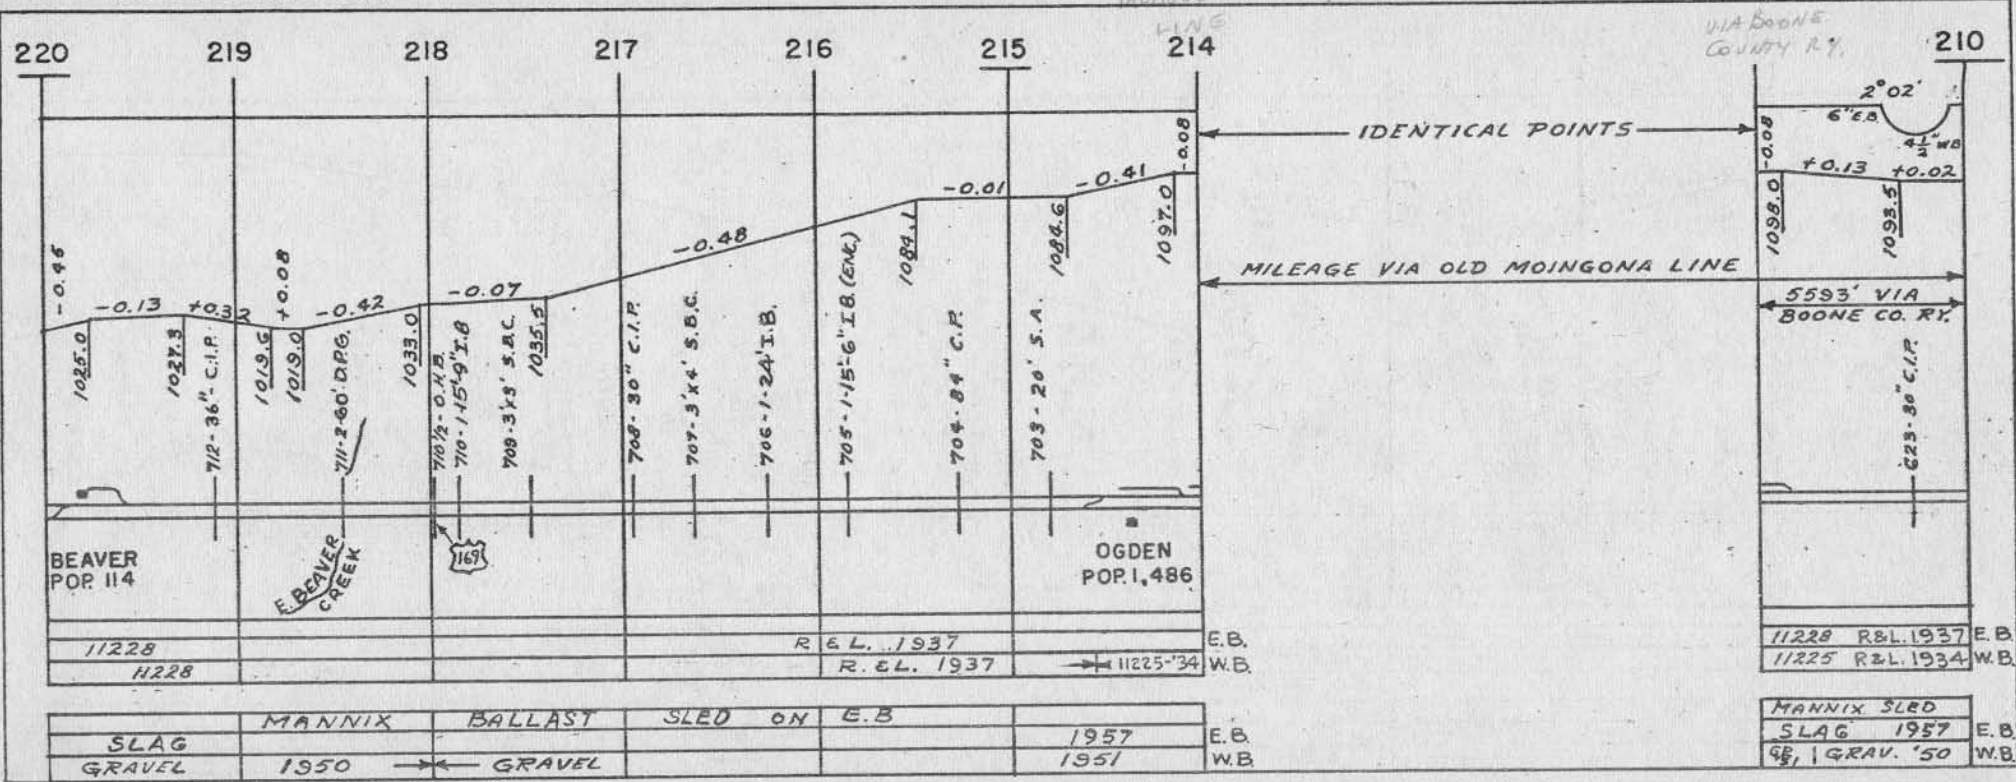 LINE
VIA BOONE
COUNTY RY.
220 219 218 217 216 215 214 210
2°02'
6"E.B.
4 1/2" WB
IDENTICAL POINTS
-0.46 -0.13 +0.32 +0.08 -0.42 -0.07 -0.48 -0.01 -0.41 -0.08
-0.08 +0.13 +0.02
1025.0 1027.3 1019.6 1019.0 1033.0 1035.5 1084.1 1084.6 1097.0
1098.0 1093.5
MILEAGE VIA OLD MOINGONA LINE
5593' VIA
BOONE CO. RY.
712-36"-C.I.P.
711-2-60' D.P.G.
710 1/2-O.H.B.
710-1-15'-9" I.B
709-3'x3' S.B.C.
708-30" C.I.P.
707-3'x4' S.B.C.
706-1-24' I.B.
705-1-15'-6" I.B. (ENC.)
704-84" C.P.
703-20' S.A.
623-30" C.I.P.
BEAVER
POP. 114
E. BEAVER
CREEK
169
OGDEN
POP. 1,486
11228 R & L. 1937 E.B.
11228 R. & L. 1937 11225-'34 W.B.
11228 R&L. 1937 E.B.
11225 R&L. 1934 W.B.
MANNIX BALLAST SLED ON E.B
SLAG 1957 E.B.
GRAVEL 1950 GRAVEL 1951 W.B.
MANNIX SLED
SLAG 1957 E.B.
GRAV. '50 W.B.